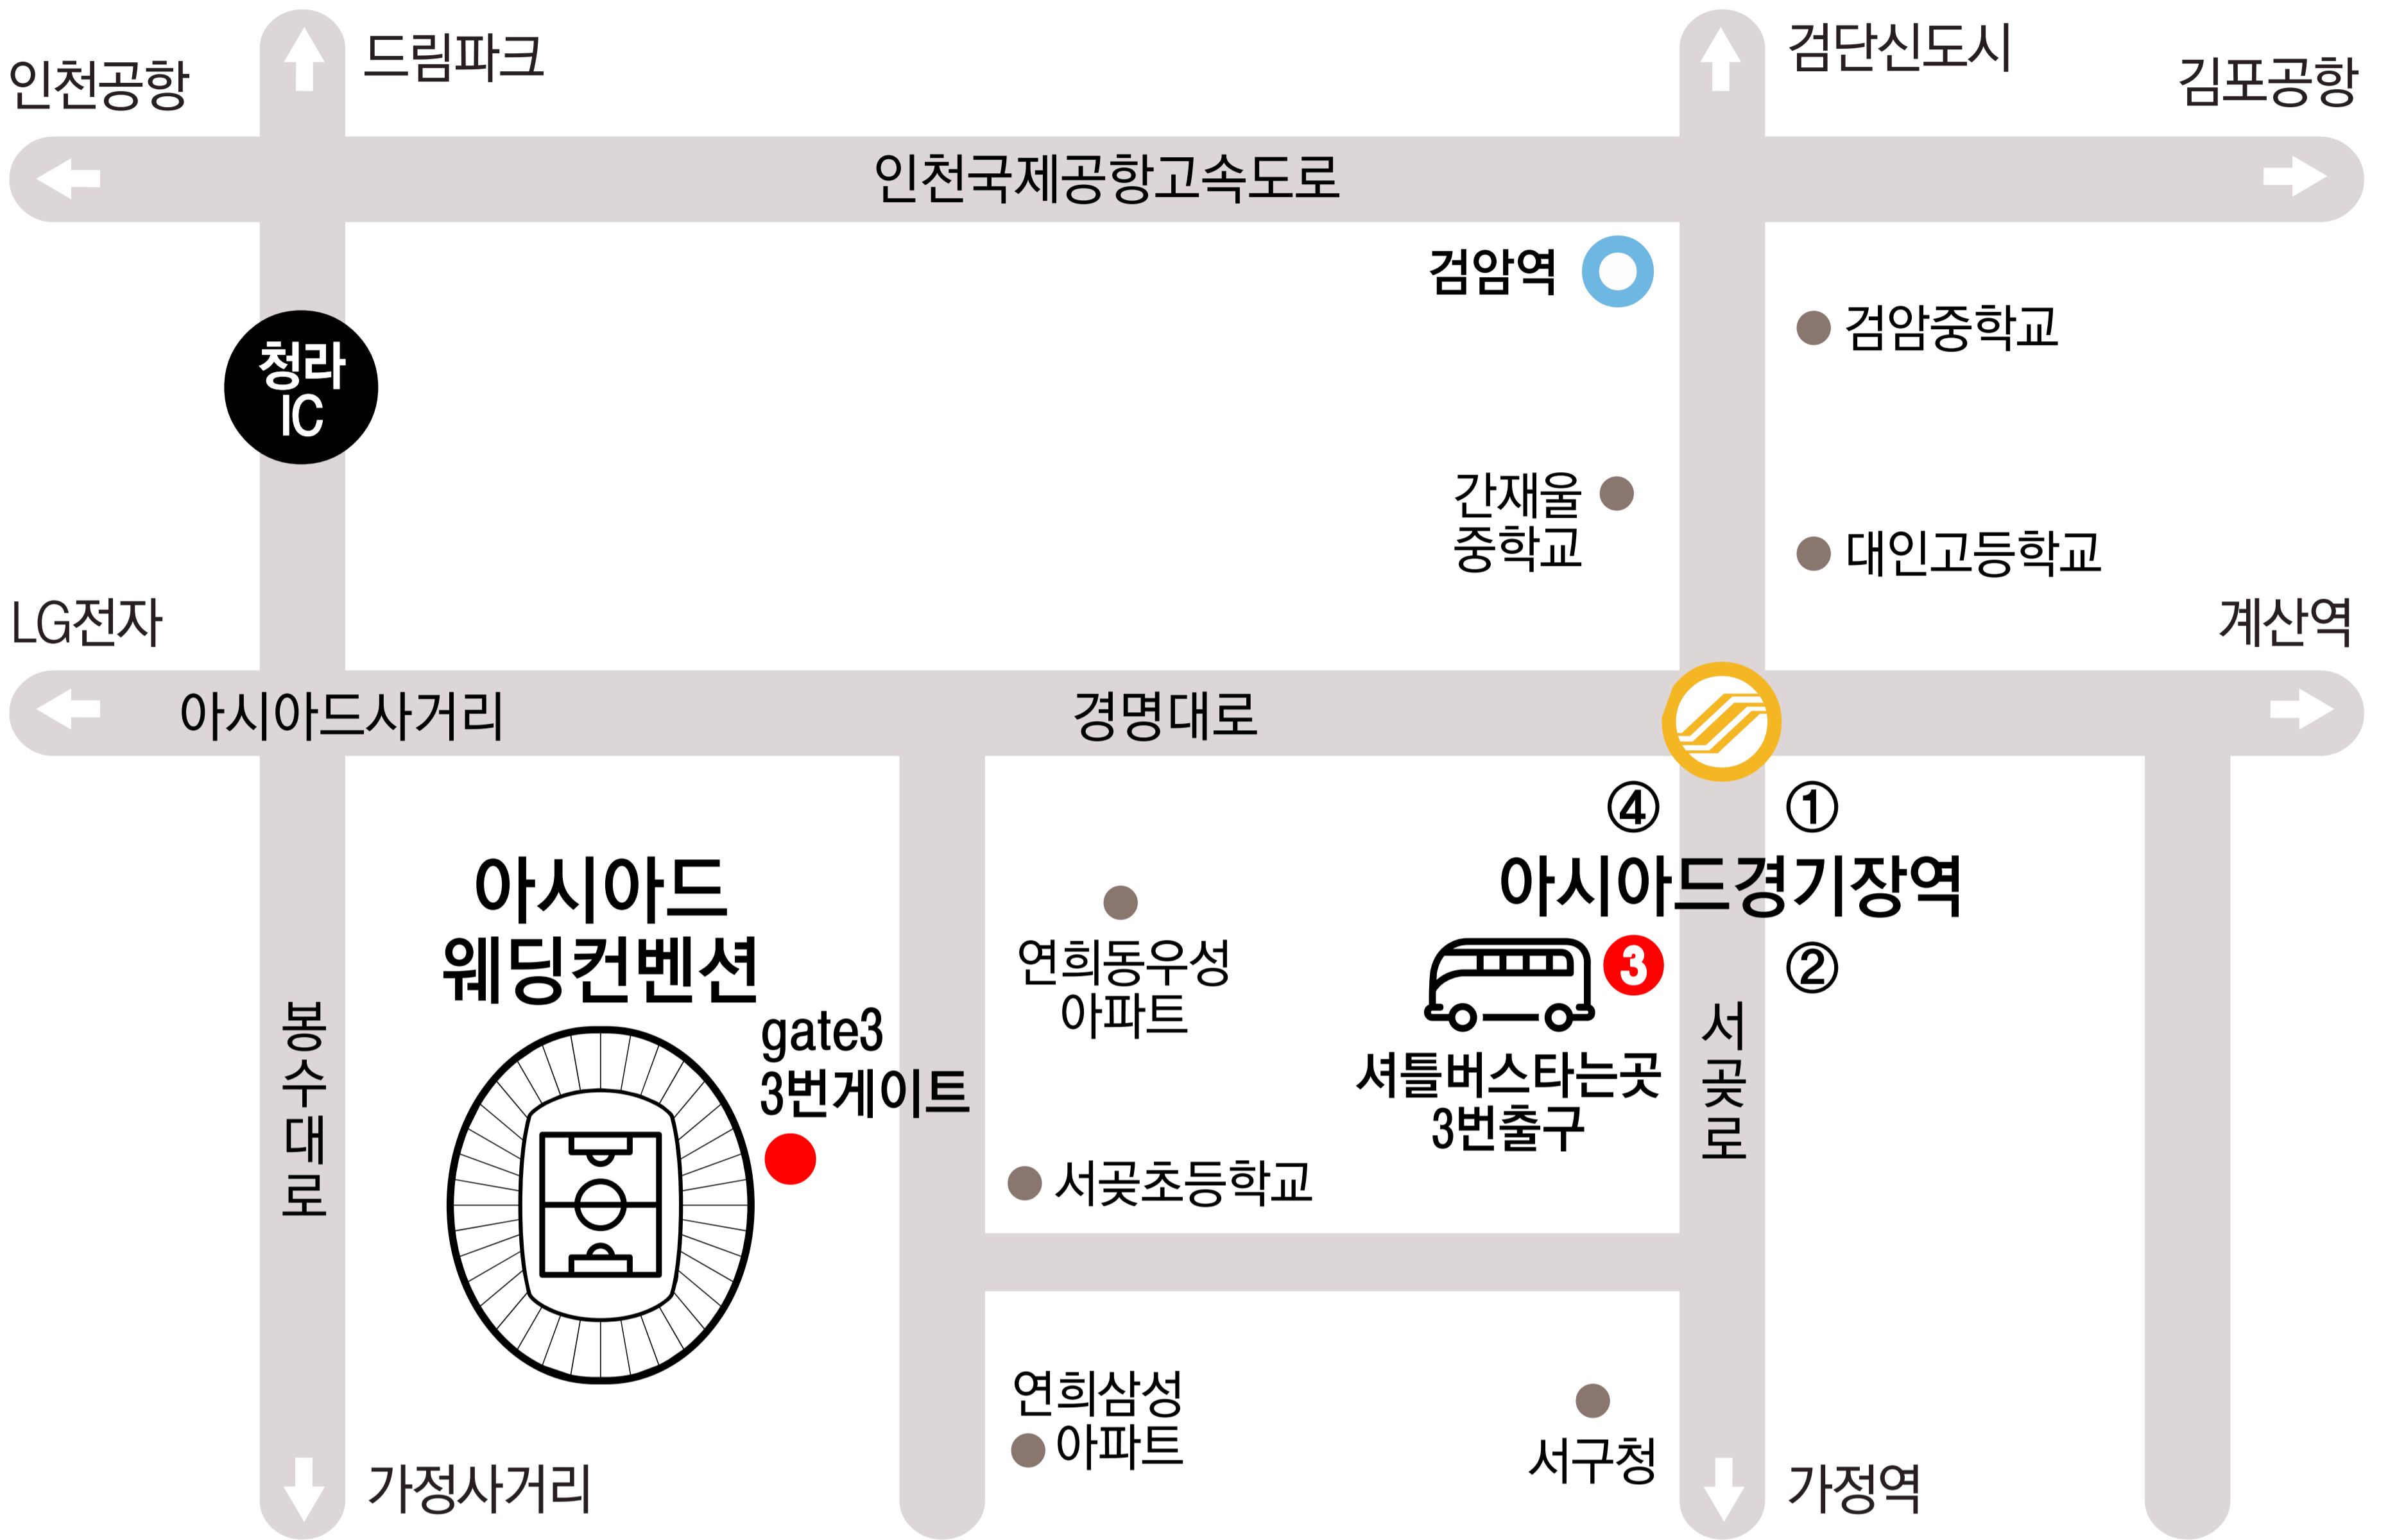 인천공항
드림파크
검단신도시
김포공항
인천국제공항고속도로
검암역
검암중학교
청라
IC
간재울
중학교
대인고등학교
LG전자
계산역
아시아드사거리
경명대로
④
①
아시아드경기장역
3
②
아시아드
웨딩컨벤션
gate3
3번게이트
연희동우성
아파트
셔틀버스타는곳
3번출구
봉수대로
서곶로
서곶초등학교
연희삼성
아파트
서구청
가정사거리
가정역